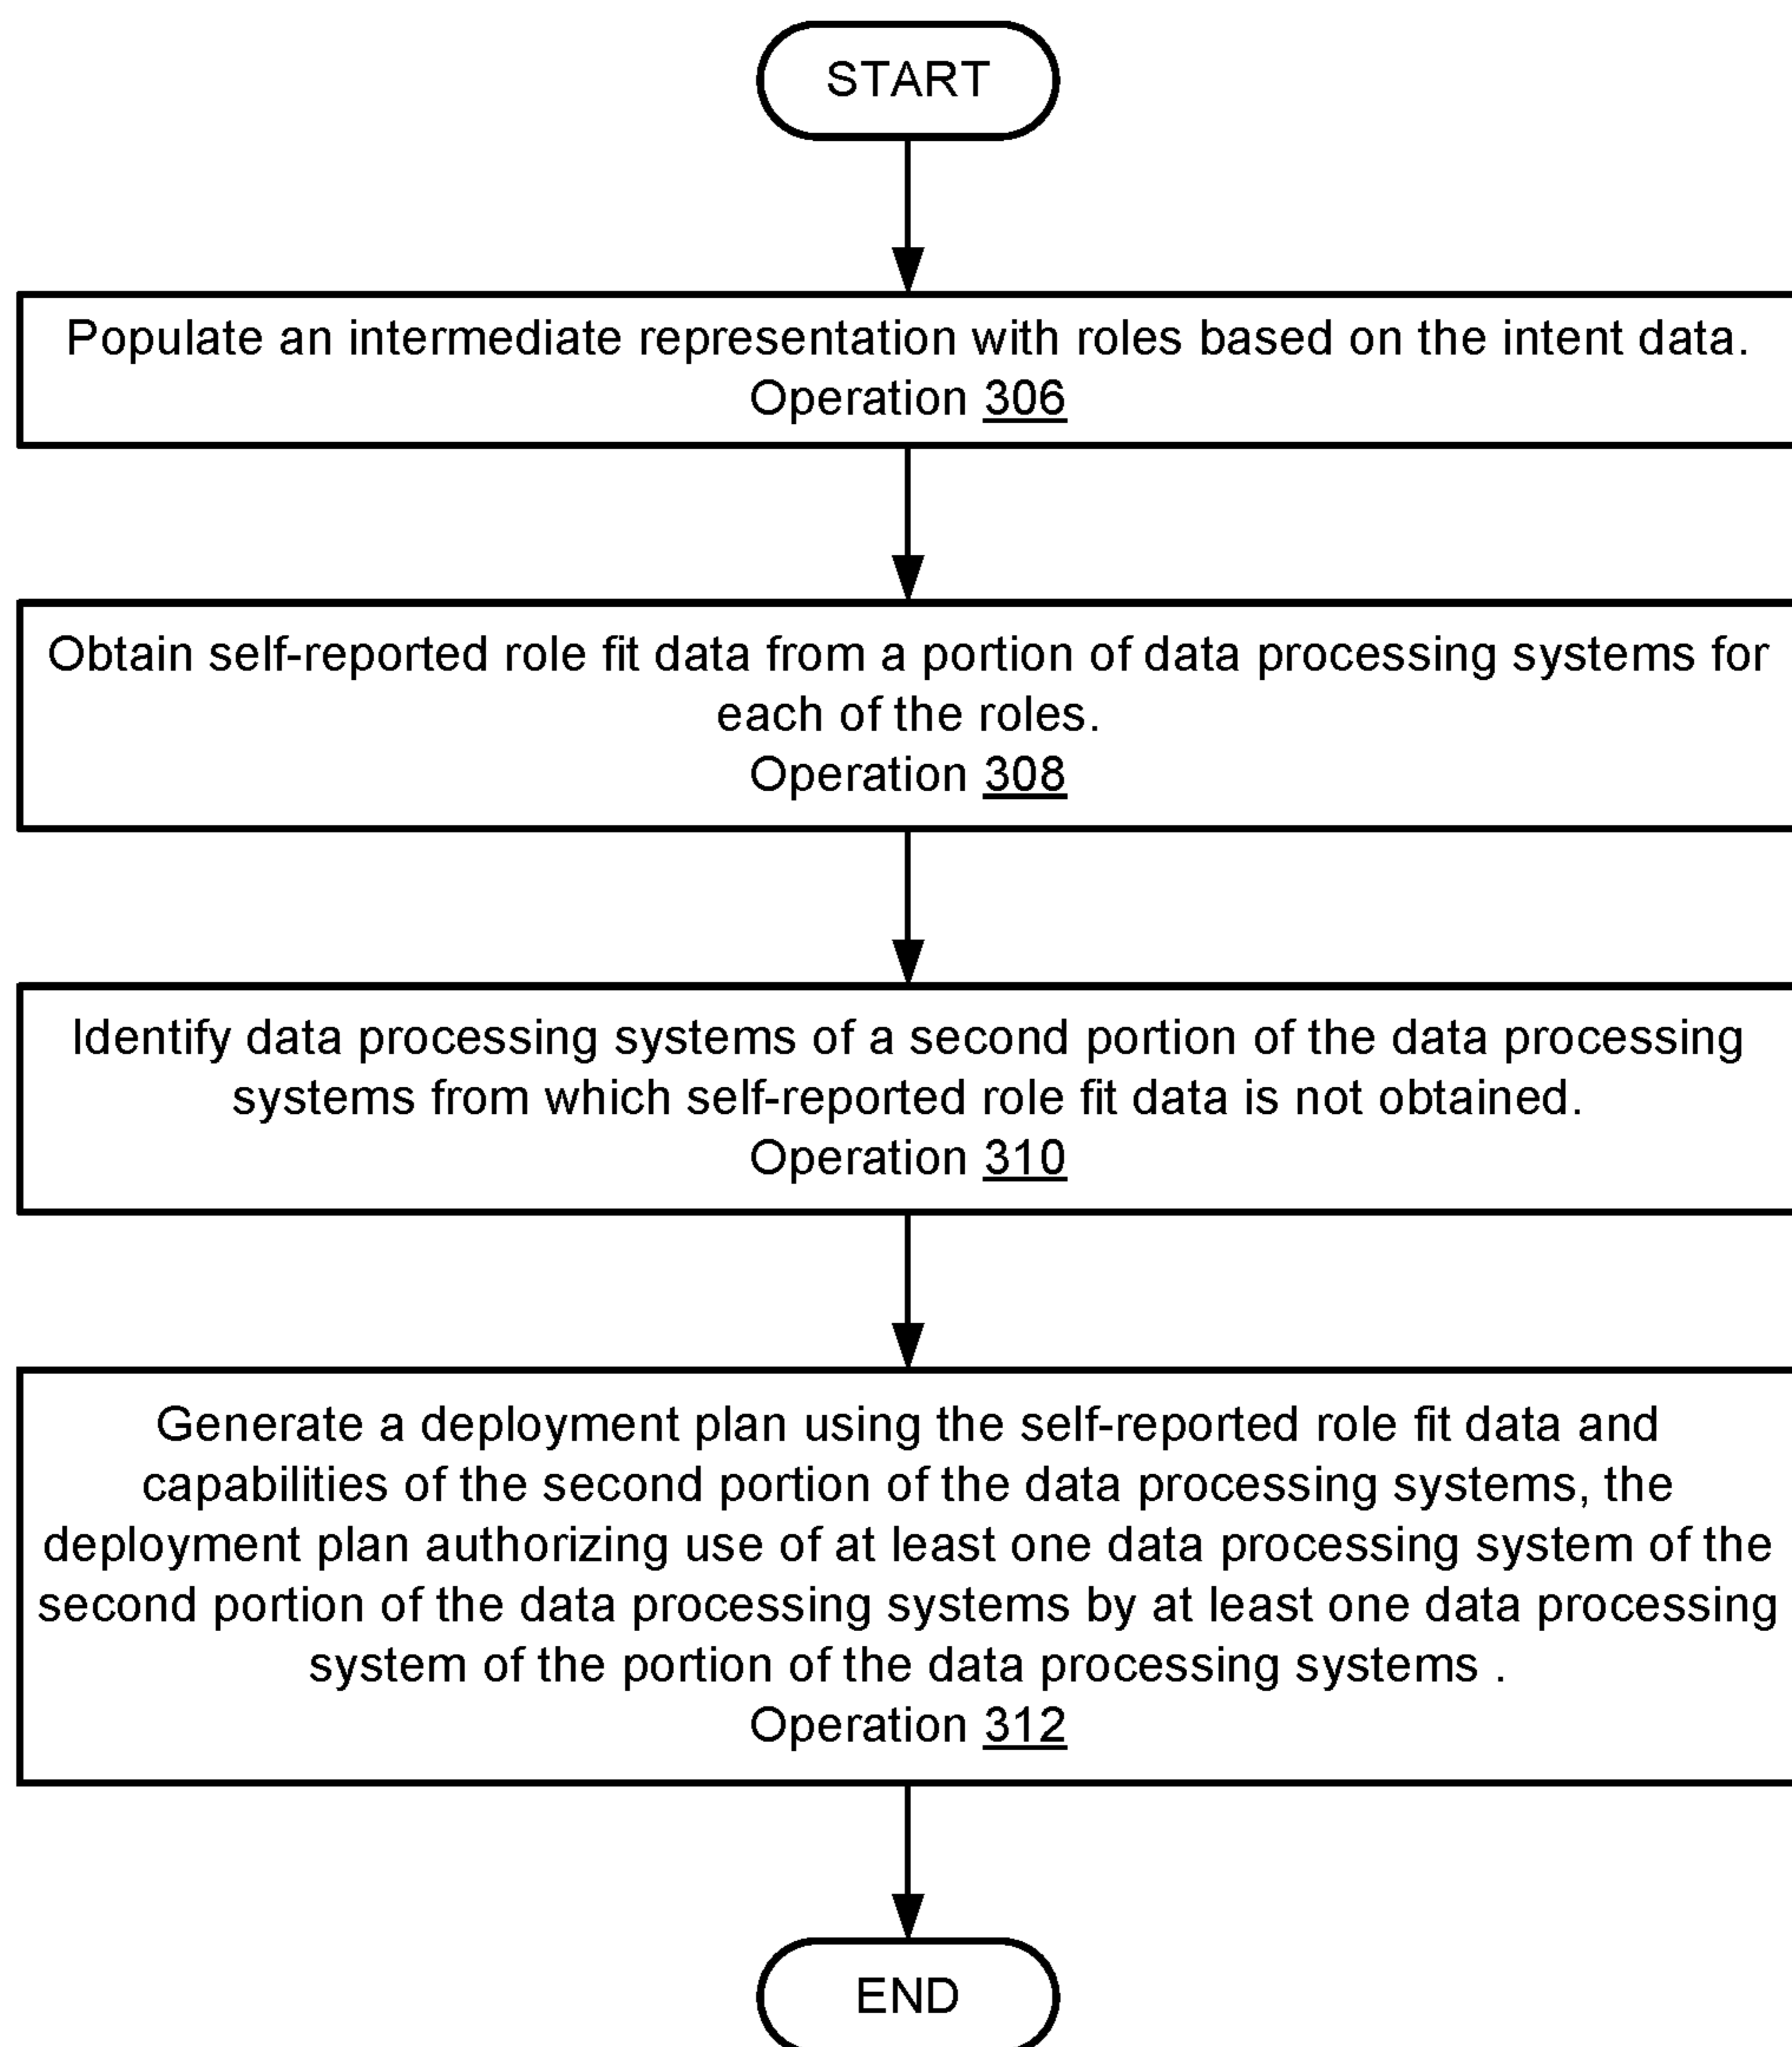 START
Populate an intermediate representation with roles based on the intent data.
Operation 306
Obtain self-reported role fit data from a portion of data processing systems for
each of the roles.
Operation 308
Identify data processing systems of a second portion of the data processing
systems from which self-reported role fit data is not obtained.
Operation 310
Generate a deployment plan using the self-reported role fit data and
capabilities of the second portion of the data processing systems, the
deployment plan authorizing use of at least one data processing system of the
second portion of the data processing systems by at least one data processing
system of the portion of the data processing systems .
Operation 312
END